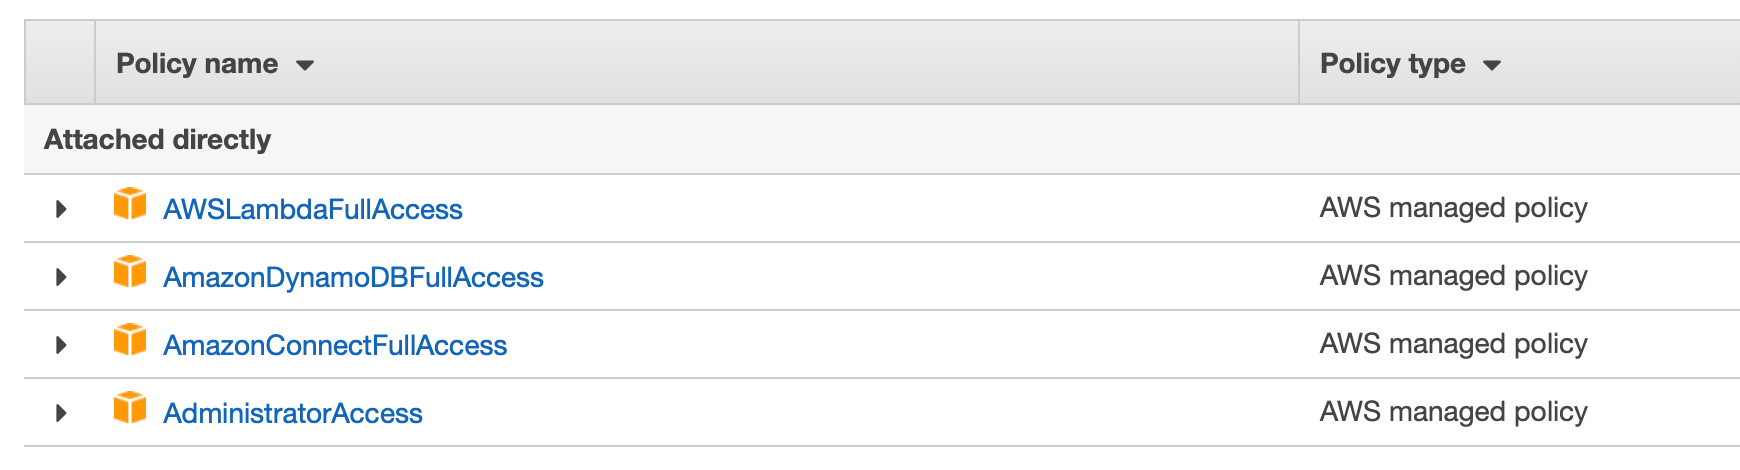 Policy name Policy type
Attached directly
AWSLambdaFullAccess AWS managed policy
AmazonDynamoDBFullAccess AWS managed policy
AmazonConnectFullAccess AWS managed policy
AdministratorAccess AWS managed policy